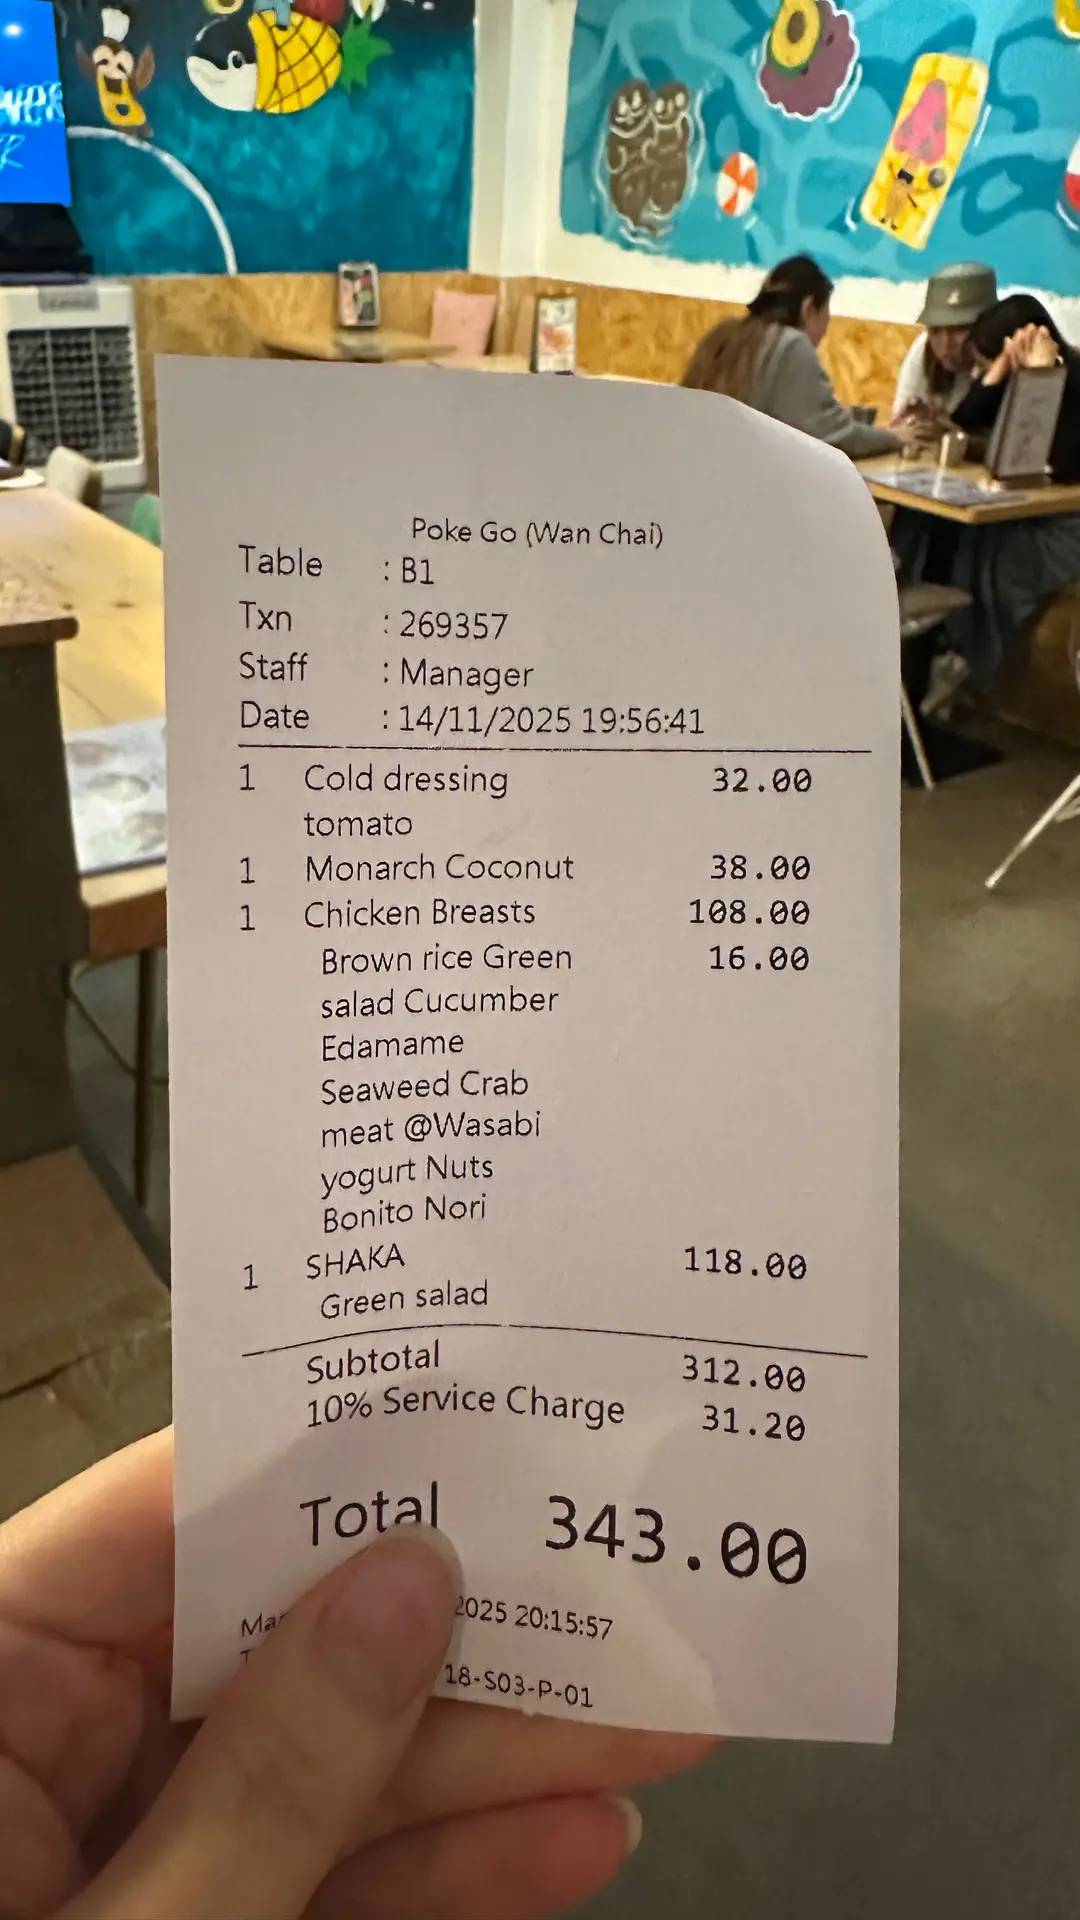 Poke Go (Wan Chai)
Table : B1
Txn : 269357
Staff : Manager
Date : 14/11/2025 19:56:41
1 Cold dressing 32.00
tomato
1 Monarch Coconut 38.00
1 Chicken Breasts 108.00
Brown rice Green 16.00
salad Cucumber
Edamame
Seaweed Crab
meat @Wasabi
yogurt Nuts
Bonito Nori
1 SHAKA 118.00
Green salad
Subtotal 312.00
10% Service Charge 31.20
Total 343.00
2025 20:15:57
18-S03-P-01